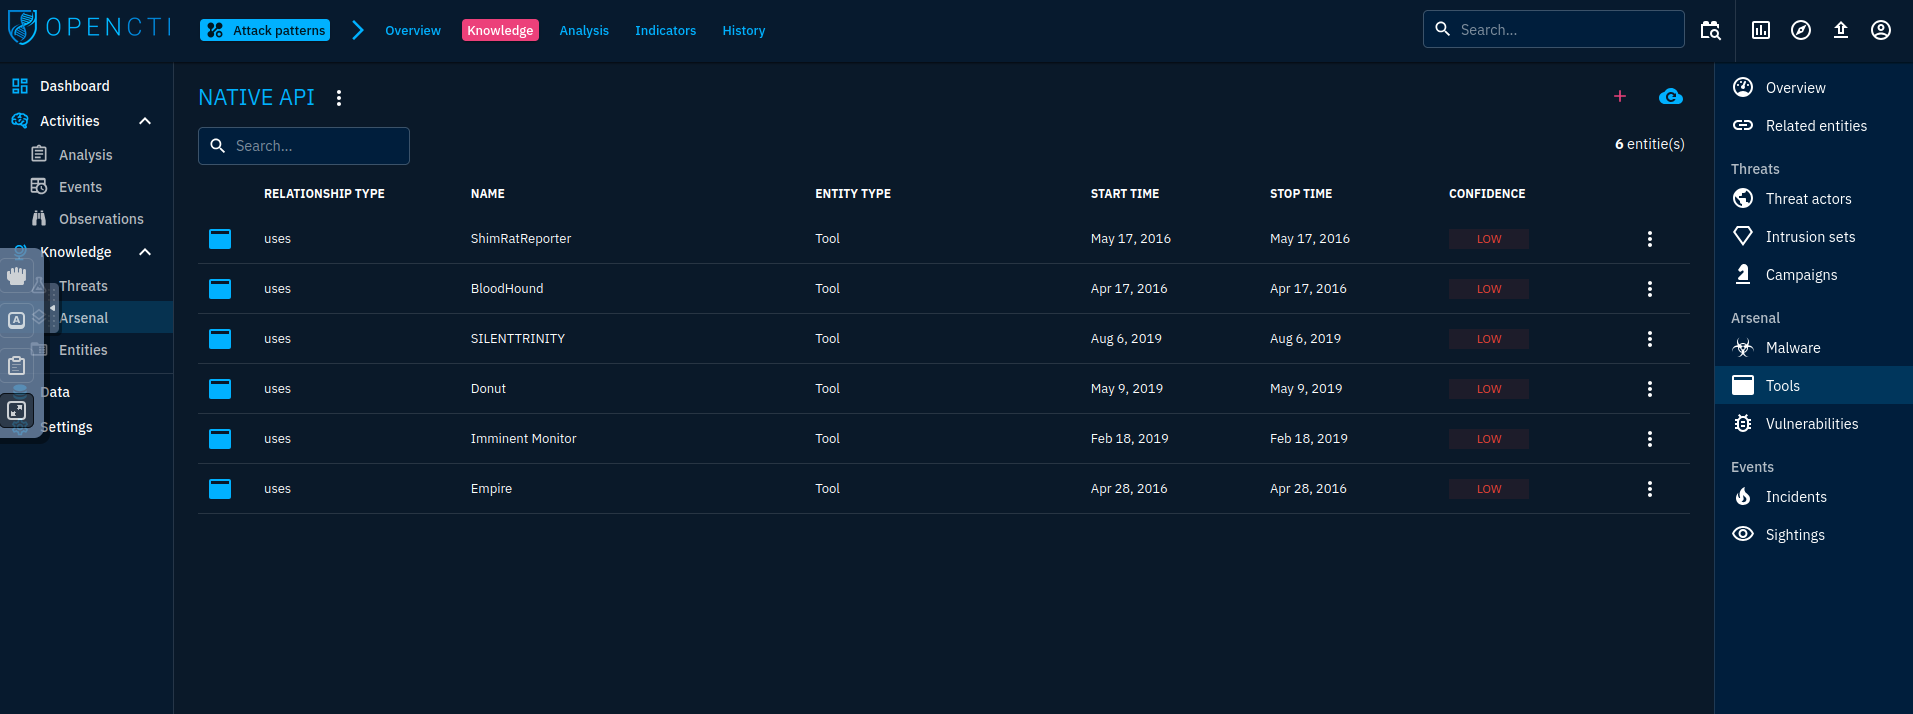 OPENCTI Attack patterns Overview Knowledge Analysis Indicators History Search...
Dashboard
Activities
Analysis
Events
Observations
Knowledge
Threats
Arsenal
Entities
Data
Settings
A
NATIVE API
Search...
6 entitie(s)
RELATIONSHIP TYPE NAME ENTITY TYPE START TIME STOP TIME CONFIDENCE
uses ShimRatReporter Tool May 17, 2016 May 17, 2016 LOW
uses BloodHound Tool Apr 17, 2016 Apr 17, 2016 LOW
uses SILENTTRINITY Tool Aug 6, 2019 Aug 6, 2019 LOW
uses Donut Tool May 9, 2019 May 9, 2019 LOW
uses Imminent Monitor Tool Feb 18, 2019 Feb 18, 2019 LOW
uses Empire Tool Apr 28, 2016 Apr 28, 2016 LOW
Overview
Related entities
Threats
Threat actors
Intrusion sets
Campaigns
Arsenal
Malware
Tools
Vulnerabilities
Events
Incidents
Sightings